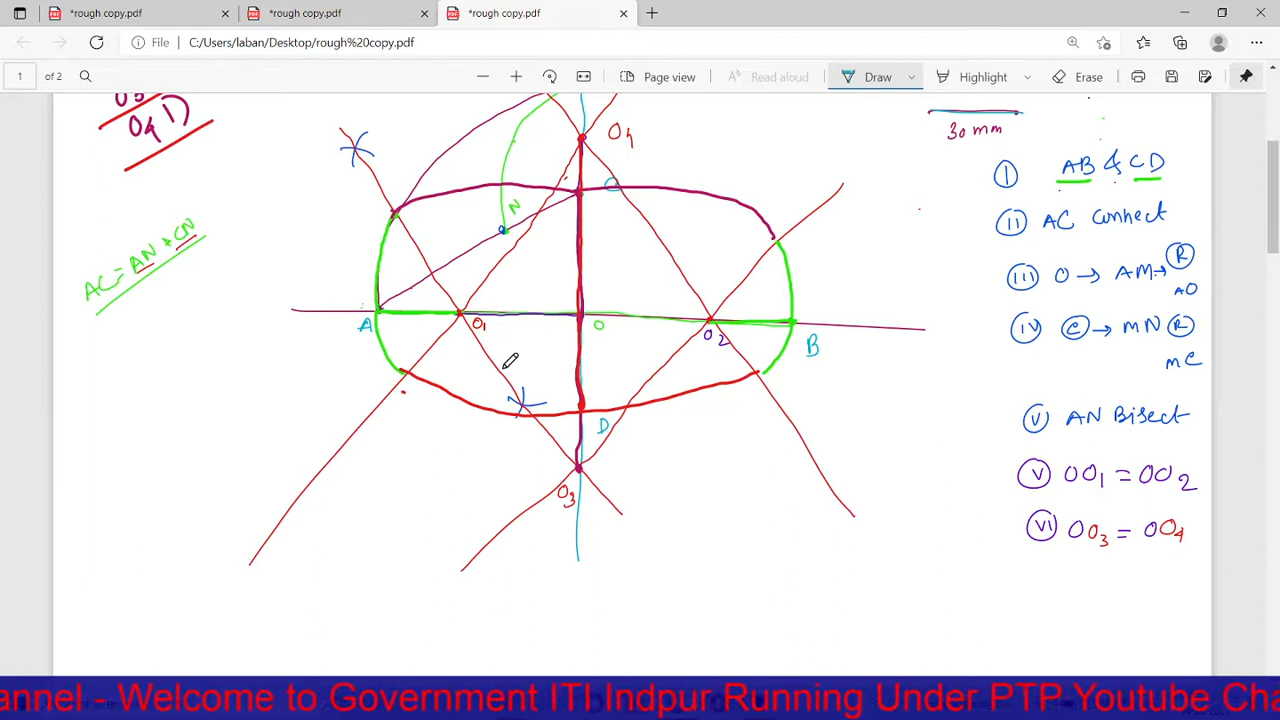 *rough copy.pdf
*rough copy.pdf
*rough copy.pdf
File
C:/Users/laban/Desktop/rough%20copy.pdf
1
of 2
Page view
Read aloud
Draw
Highlight
Erase
O4
O4
30 mm
I AB & CD
N
II AC Connect
AC = AN + CN
III O → AM → R
AO
A
O1
O
O2
B
IV C → MN R
MC
D
V AN Bisect
V OO1 = OO2
O3
VI OO3 = OO4
annel - Welcome to Government ITI Indpur Running Under PTP Youtube Cha